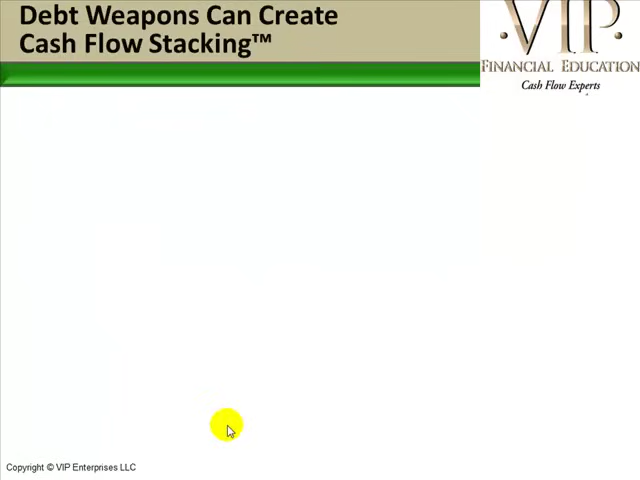 Debt Weapons Can Create
Cash Flow Stacking™
VIP
Financial Education
Cash Flow Experts
Copyright © VIP Enterprises LLC